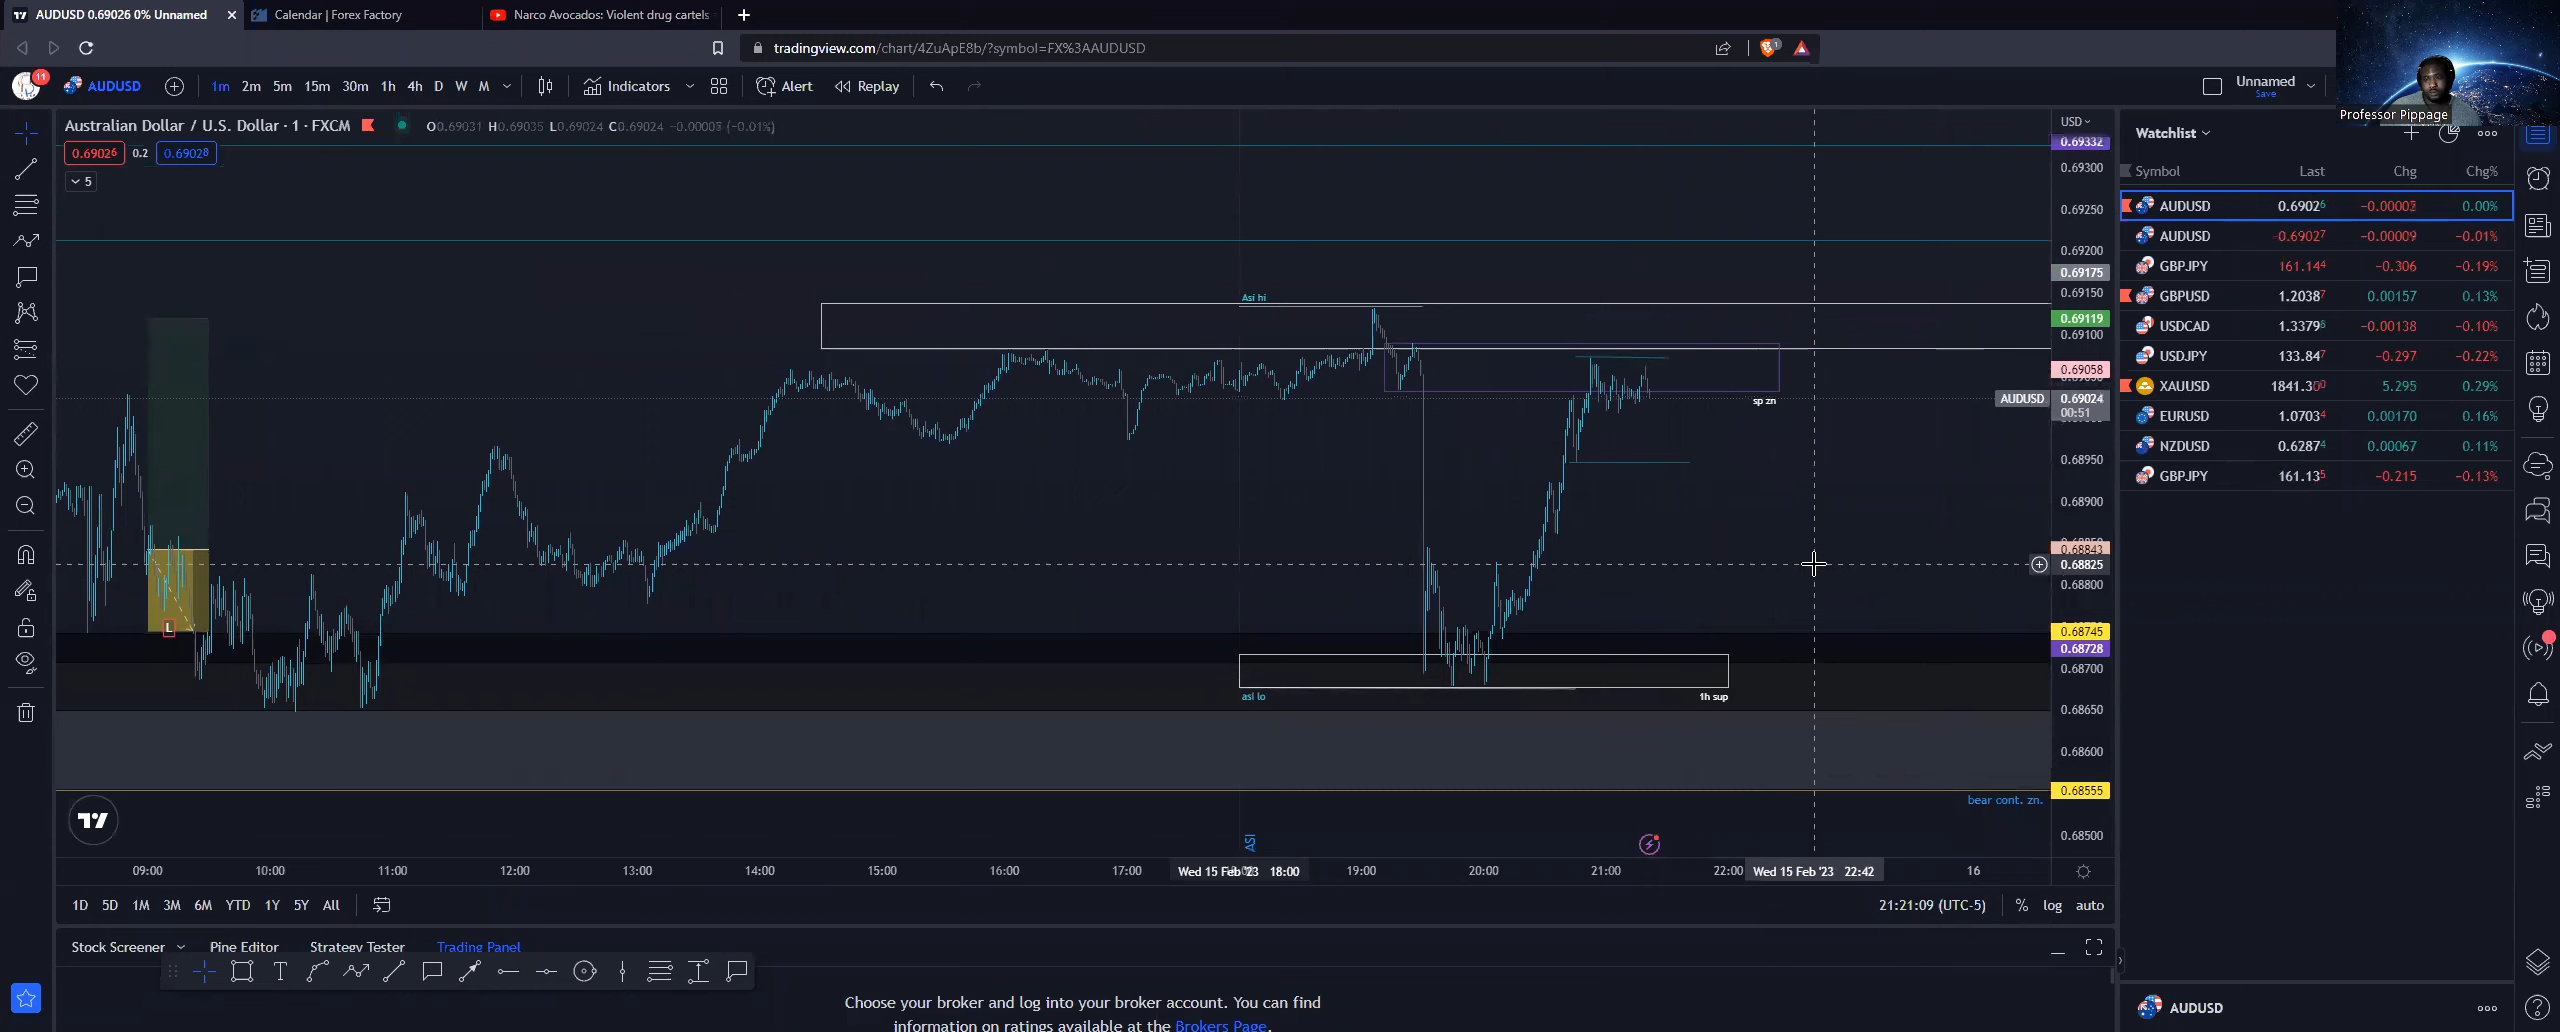 AUDUSD 0.69026 0% Unnamed
Calendar | Forex Factory
Narco Avocados: Violent drug cartels
tradingview.com/chart/4ZuApE8b/?symbol=FX%3AAUDUSD
1
11
AUDUSD
1m 2m 5m 15m 30m 1h 4h D W M
Indicators
Alert
Replay
Unnamed
Save
Professor Pippage
Australian Dollar / U.S. Dollar · 1 · FXCM
O0.69031 H0.69035 L0.69024 C0.69024 −0.00007 (−0.01%)
0.69026 0.2 0.69028
5
USD
0.69332
0.69300
0.69250
0.69200
0.69175
0.69150
0.69119
0.69100
0.69058
AUDUSD 0.69024
00:51
0.68950
0.68900
0.68843
0.68825
0.68800
0.68745
0.68728
0.68700
0.68650
0.68600
0.68555
0.68500
Asi hi
sp zn
L
asi lo
1h sup
bear cont. zn.
ASI
09:00 10:00 11:00 12:00 13:00 14:00 15:00 16:00 17:00 Wed 15 Feb '23 18:00 19:00 20:00 21:00 22:00 Wed 15 Feb '23 22:42 16
1D 5D 1M 3M 6M YTD 1Y 5Y All
21:21:09 (UTC-5) % log auto
Stock Screener Pine Editor Strategy Tester Trading Panel
T
Choose your broker and log into your broker account. You can find
information on ratings available at the Brokers Page.
Watchlist
Symbol Last Chg Chg%
AUDUSD 0.69026 −0.00002 0.00%
AUDUSD 0.69027 −0.00009 −0.01%
GBPJPY 161.144 −0.306 −0.19%
GBPUSD 1.20387 0.00157 0.13%
USDCAD 1.33796 −0.00138 −0.10%
USDJPY 133.847 −0.297 −0.22%
XAUUSD 1841.300 5.295 0.29%
EURUSD 1.07034 0.00170 0.16%
NZDUSD 0.62874 0.00067 0.11%
GBPJPY 161.135 −0.215 −0.13%
AUDUSD